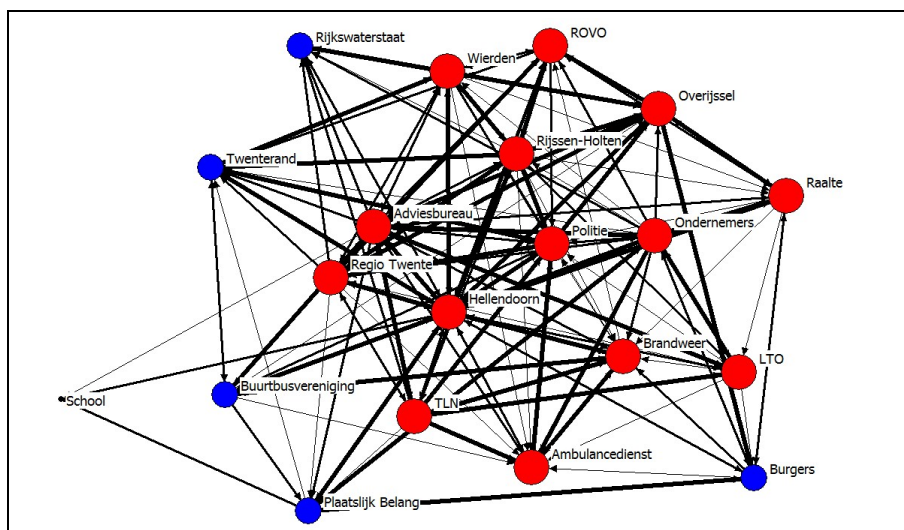 Rijkswaterstaat
ROVO
Wierden
Overijssel
Rijssen-Holten
Twenterand
Raalte
Adviesbureau
Politie
Ondernemers
Regio Twente
Hellendoorn
Brandweer
LTO
Buurtbusvereniging
School
TLN
Ambulancedienst
Burgers
Plaatslijk Belang